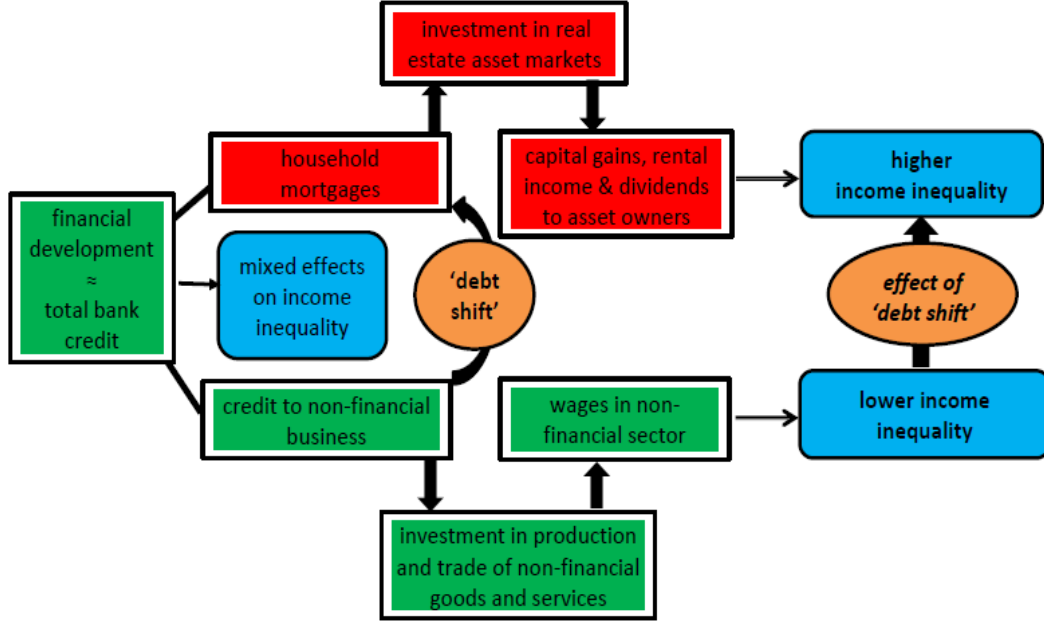 investment in real
estate asset markets
household
mortgages
capital gains, rental
income & dividends
to asset owners
higher
income inequality
financial
development
≈
total bank
credit
mixed effects
on income
inequality
‘debt
shift’
effect of
‘debt shift’
credit to non-financial
business
wages in non-
financial sector
lower income
inequality
investment in production
and trade of non-financial
goods and services